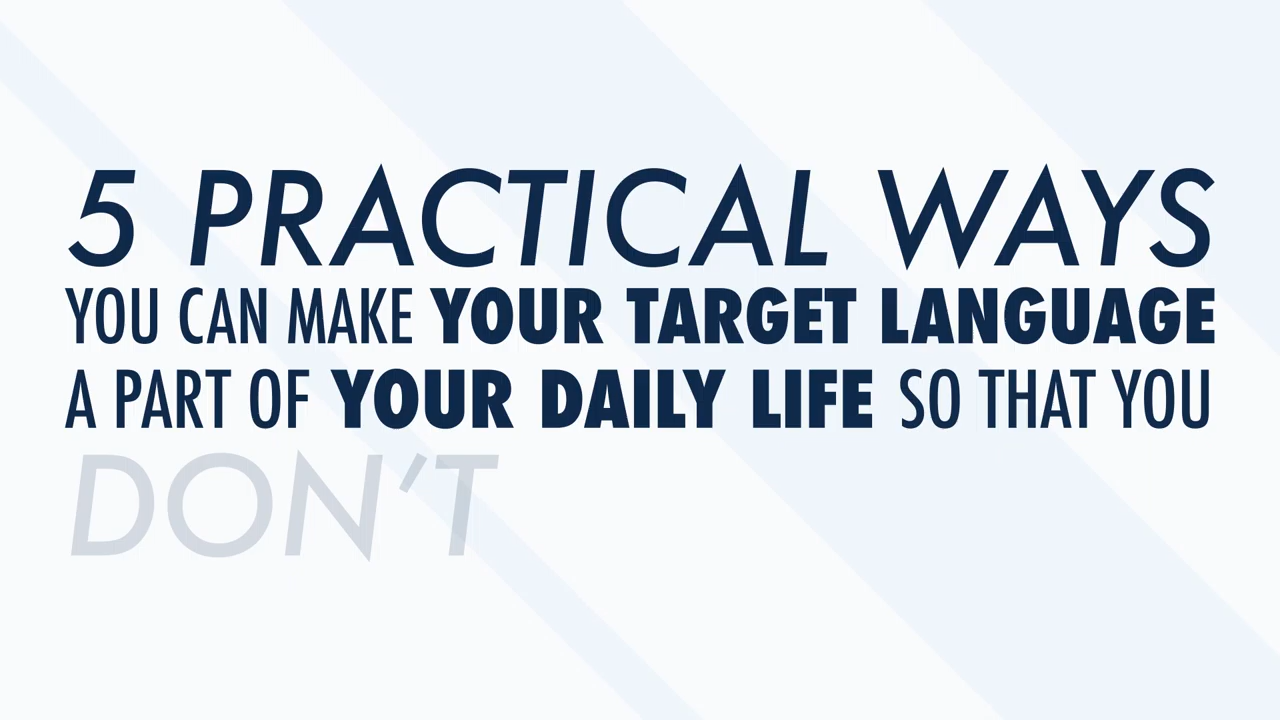 5 PRACTICAL WAYS
YOU CAN MAKE YOUR TARGET LANGUAGE
A PART OF YOUR DAILY LIFE SO THAT YOU
DON’T